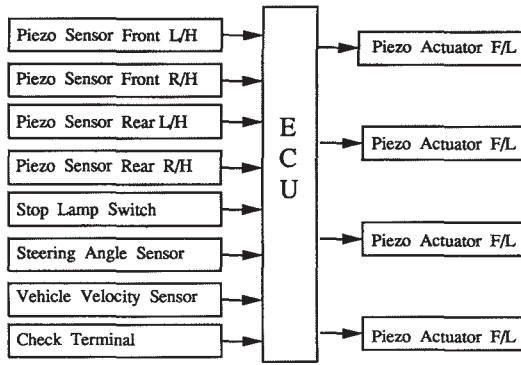 Piezo Sensor Front L/H
Piezo Sensor Front R/H
Piezo Sensor Rear L/H
Piezo Sensor Rear R/H
Stop Lamp Switch
Steering Angle Sensor
Vehicle Velocity Sensor
Check Terminal
E
C
U
Piezo Actuator F/L
Piezo Actuator F/L
Piezo Actuator F/L
Piezo Actuator F/L